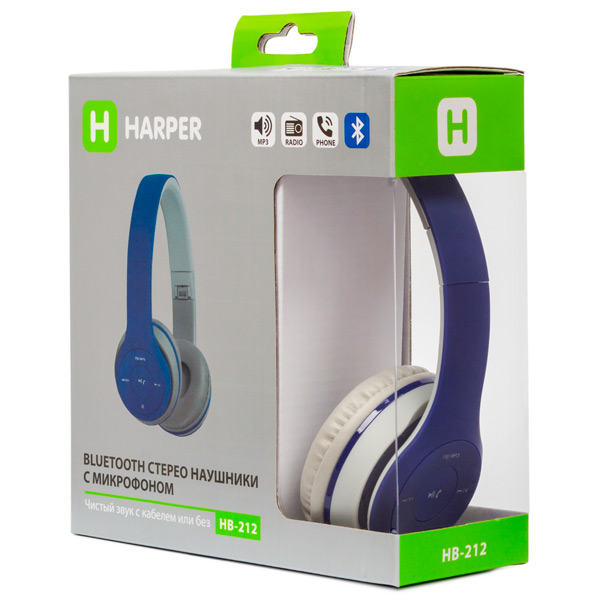 H HARPER
MP3 RADIO PHONE
H
BLUETOOTH СТЕРЕО НАУШНИКИ
С МИКРОФОНОМ
Чистый звук с кабелем или без HB-212
HB-212